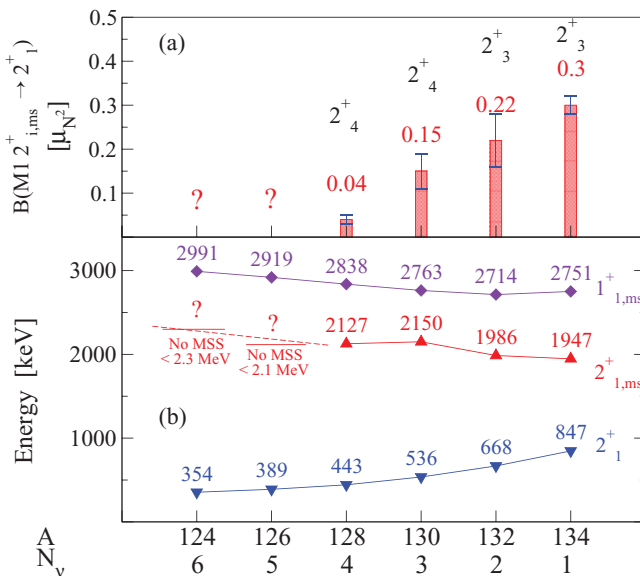 0.5
(a)
2⁺₃
2⁺₃
0.3
0.4
2⁺₄
0.22
0.3
2⁺₄
0.15
0.2
0.04
0.1
? ?
B(M1 2⁺i,ms → 2⁺₁)
[μN²]
2991 2919 2838 2763 2714 2751
3000
1⁺1,ms
? ?
2127 2150 1986 1947
2000
No MSS
< 2.3 MeV
No MSS
< 2.1 MeV
2⁺1,ms
Energy [keV]
(b)
354 389 443 536 668 847
1000
2⁺₁
A 124 126 128 130 132 134
Nν 6 5 4 3 2 1